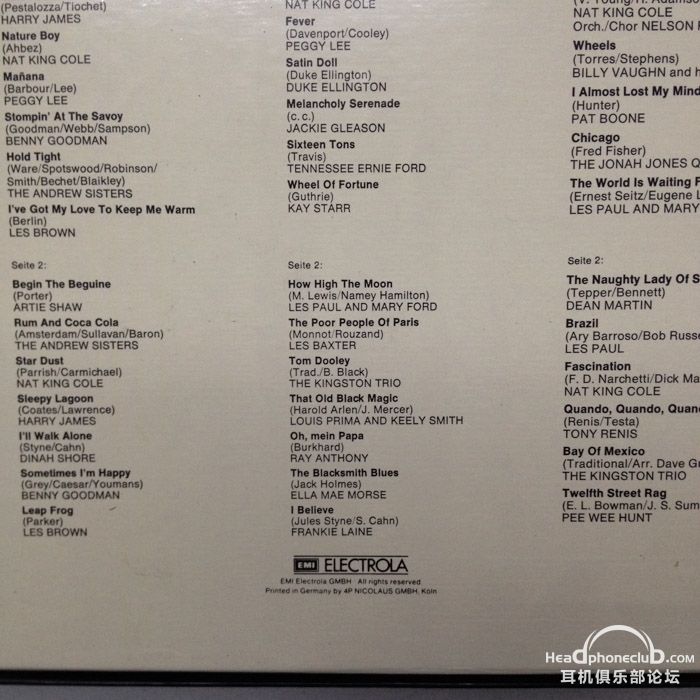 (Pestalozza/Tiochet)
HARRY JAMES
Nature Boy
(Ahbez)
NAT KING COLE
Mañana
(Barbour/Lee)
PEGGY LEE
Stompin' At The Savoy
(Goodman/Webb/Sampson)
BENNY GOODMAN
Hold Tight
(Ware/Spotswood/Robinson/
Smith/Bechet/Blaikley)
THE ANDREW SISTERS
I've Got My Love To Keep Me Warm
(Berlin)
LES BROWN
Seite 2:
Begin The Beguine
(Porter)
ARTIE SHAW
Rum And Coca Cola
(Amsterdam/Sullavan/Baron)
THE ANDREW SISTERS
Star Dust
(Parrish/Carmichael)
NAT KING COLE
Sleepy Lagoon
(Coates/Lawrence)
HARRY JAMES
I'll Walk Alone
(Styne/Cahn)
DINAH SHORE
Sometimes I'm Happy
(Grey/Caesar/Youmans)
BENNY GOODMAN
Leap Frog
(Parker)
LES BROWN
NAT KING COLE
Fever
(Davenport/Cooley)
PEGGY LEE
Satin Doll
(Duke Ellington)
DUKE ELLINGTON
Melancholy Serenade
(c. c.)
JACKIE GLEASON
Sixteen Tons
(Travis)
TENNESSEE ERNIE FORD
Wheel Of Fortune
(Guthrie)
KAY STARR
Seite 2:
How High The Moon
(M. Lewis/Namey Hamilton)
LES PAUL AND MARY FORD
The Poor People Of Paris
(Monnot/Rouzand)
LES BAXTER
Tom Dooley
(Trad./B. Black)
THE KINGSTON TRIO
That Old Black Magic
(Harold Arlen/J. Mercer)
LOUIS PRIMA AND KEELY SMITH
Oh, mein Papa
(Burkhard)
RAY ANTHONY
The Blacksmith Blues
(Jack Holmes)
ELLA MAE MORSE
I Believe
(Jules Styne/S. Cahn)
FRANKIE LAINE
EMI ELECTROLA
EMI Electrola GMBH All rights reserved
Printed in Germany by 4P NICOLAUS GMBH, Köln
(V. Young/H. Adamso
NAT KING COLE
Orch./Chor NELSON
Wheels
(Torres/Stephens)
BILLY VAUGHN and h
I Almost Lost My Mind
(Hunter)
PAT BOONE
Chicago
(Fred Fisher)
THE JONAH JONES Q
The World Is Waiting F
(Ernest Seitz/Eugene L
LES PAUL AND MARY
Seite 2:
The Naughty Lady Of S
(Tepper/Bennett)
DEAN MARTIN
Brazil
(Ary Barroso/Bob Russe
LES PAUL
Fascination
(F. D. Narchetti/Dick Ma
NAT KING COLE
Quando, Quando, Quand
(Renis/Testa)
TONY RENIS
Bay Of Mexico
(Traditional/Arr. Dave Gu
THE KINGSTON TRIO
Twelfth Street Rag
(E. L. Bowman/J. S. Sum
PEE WEE HUNT
HeadphoneclUb.com
耳机俱乐部论坛